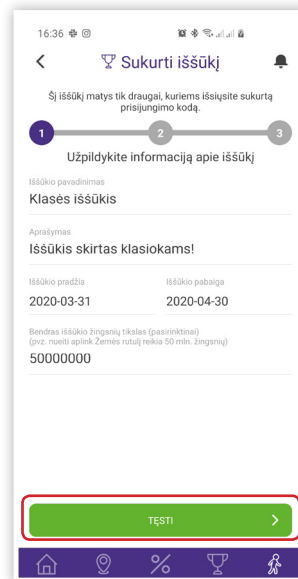 16:36
Sukurti iššūkį
Šį iššūkį matys tik draugai, kuriems išsiųsite sukurtą
prisijungimo kodą.
1 2 3
Užpildykite informaciją apie iššūkį
Iššūkio pavadinimas
Klasės iššūkis
Aprašymas
Iššūkis skirtas klasiokams!
Iššūkio pradžia Iššūkio pabaiga
2020-03-31 2020-04-30
Bendras iššūkio žingsnių tikslas (pasirinktinai)
(pvz. nueiti aplink Žemės rutulį reikia 50 mln. žingsnių)
50000000
TĘSTI